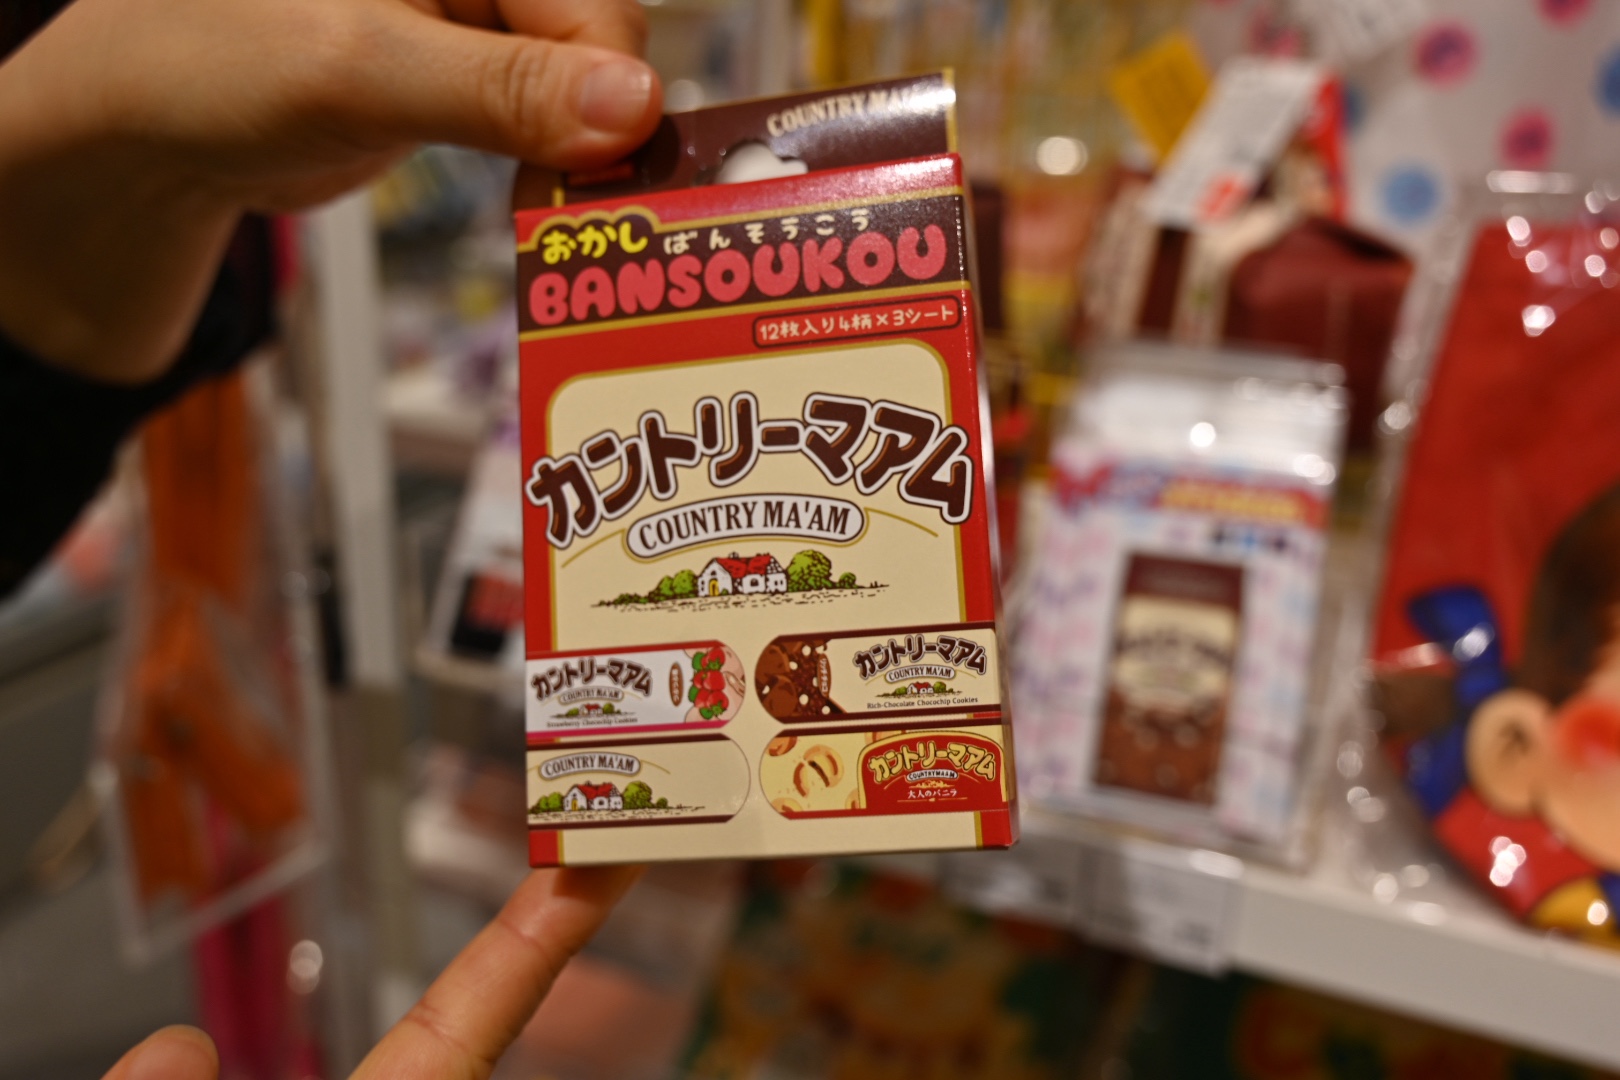 COUNTRY MA'AM
おかし ばんそうこう
BANSOUKOU
12枚入り4柄×3シート
カントリーマアム
COUNTRY MA'AM
カントリーマアム
COUNTRY MA'AM
Strawberry Chocochip Cookies
カントリーマアム
COUNTRY MA'AM
Rich-Chocolate Chocochip Cookies
COUNTRY MA'AM
カントリーマアム
COUNTRY MA'AM
大人のバニラ